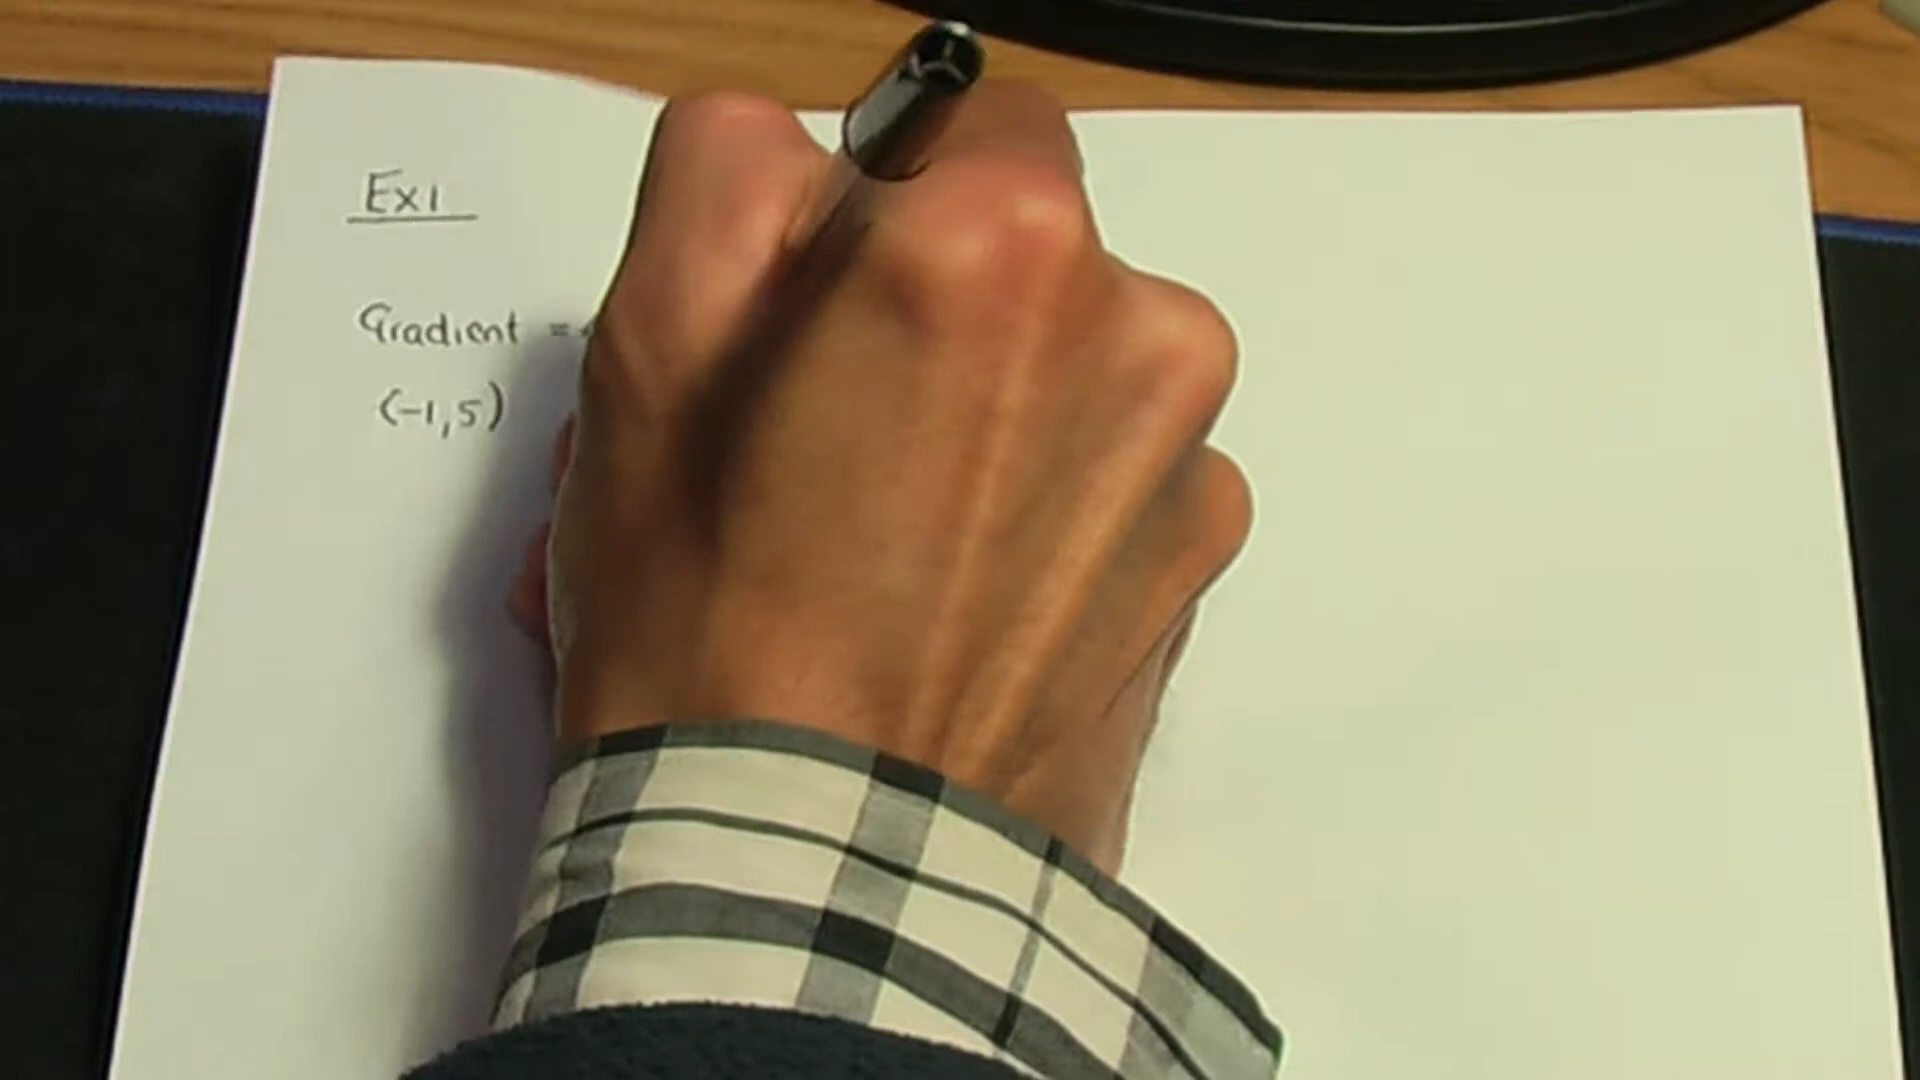 Ex1
Gradient =
(-1,5)